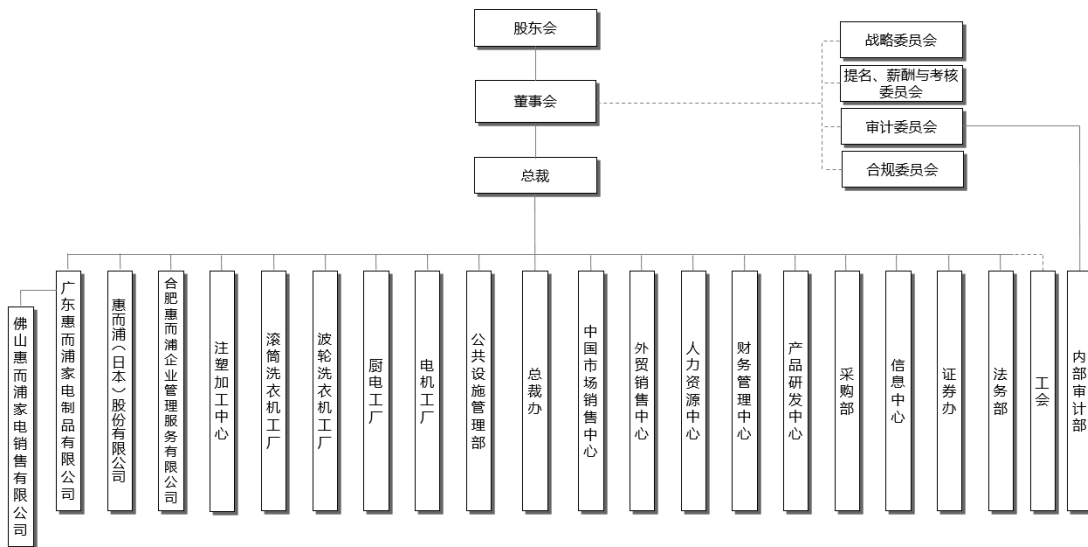 股东会
战略委员会
提名、薪酬与考核
委员会
董事会
审计委员会
合规委员会
总裁
佛山惠而浦家电销售有限公司
广东惠而浦家电制品有限公司
惠而浦（日本）股份有限公司
合肥惠而浦企业管理服务有限公司
注塑加工中心
滚筒洗衣机工厂
波轮洗衣机工厂
厨电工厂
电机工厂
公共设施管理部
总裁办
中国市场销售中心
外贸销售中心
人力资源中心
财务管理中心
产品研发中心
采购部
信息中心
证券办
法务部
工会
内部审计部